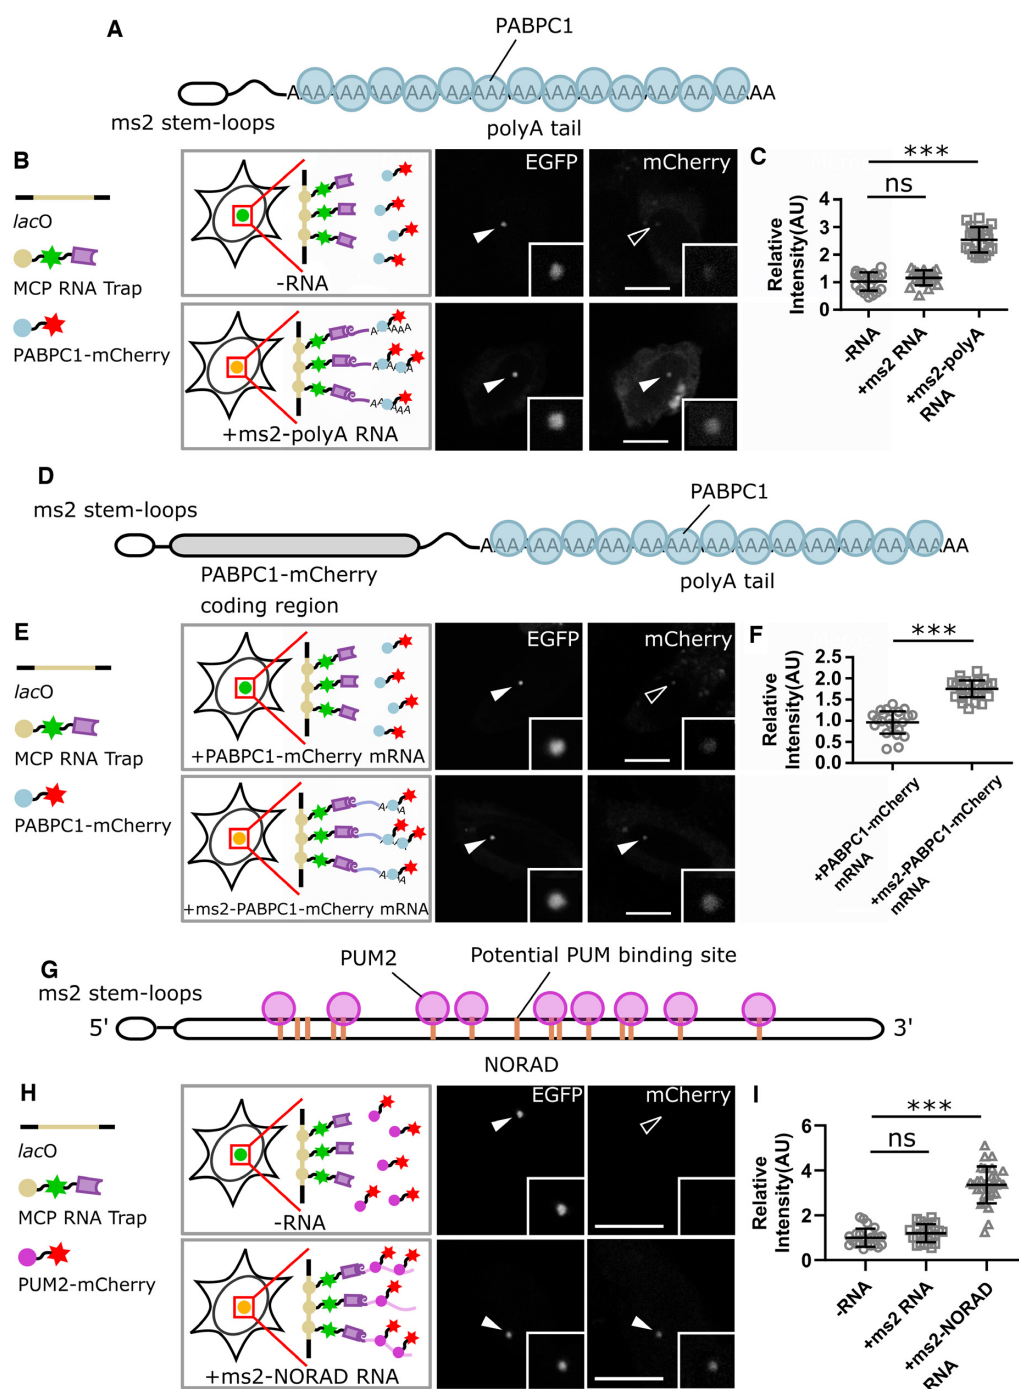 A
PABPC1
AAAAAAAAAAAAAAAAAAAAAAAAAAAAAA
ms2 stem-loops
polyA tail
B
lacO
MCP RNA Trap
PABPC1-mCherry
-RNA
EGFP
mCherry
+ms2-polyA RNA
C
***
ns
Relative
Intensity(AU)
4
3
2
1
0
-RNA
+ms2 RNA
+ms2-polyA
RNA
D
ms2 stem-loops
PABPC1
PABPC1-mCherry
coding region
polyA tail
E
lacO
MCP RNA Trap
PABPC1-mCherry
+PABPC1-mCherry mRNA
EGFP
mCherry
+ms2-PABPC1-mCherry mRNA
F
***
Relative
Intensity(AU)
2.5
2.0
1.5
1.0
0.5
0.0
+PABPC1-mCherry
mRNA
+ms2-PABPC1-mCherry
mRNA
G
PUM2
Potential PUM binding site
ms2 stem-loops
5'
3'
NORAD
H
lacO
MCP RNA Trap
PUM2-mCherry
-RNA
EGFP
mCherry
+ms2-NORAD RNA
I
***
ns
Relative
Intensity(AU)
6
4
2
0
-RNA
+ms2 RNA
+ms2-NORAD
RNA